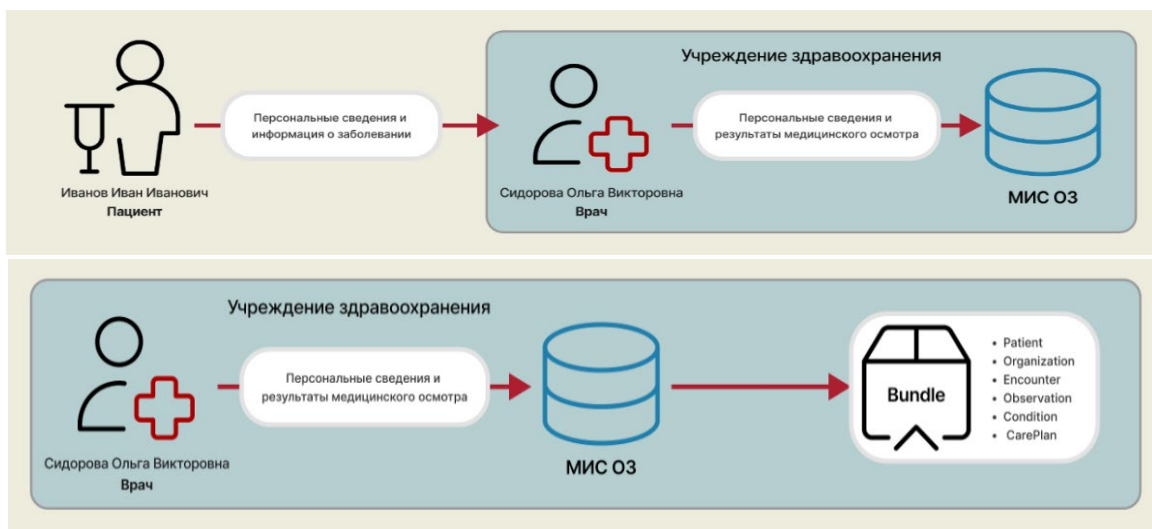 Учреждение здравоохранения
Персональные сведения и
информация о заболевании
Персональные сведения и
результаты медицинского осмотра
Иванов Иван Иванович
Пациент
Сидорова Ольга Викторовна
Врач
МИС ОЗ
Учреждение здравоохранения
Персональные сведения и
результаты медицинского осмотра
Сидорова Ольга Викторовна
Врач
МИС ОЗ
Bundle
• Patient
• Organization
• Encounter
• Observation
• Condition
• CarePlan